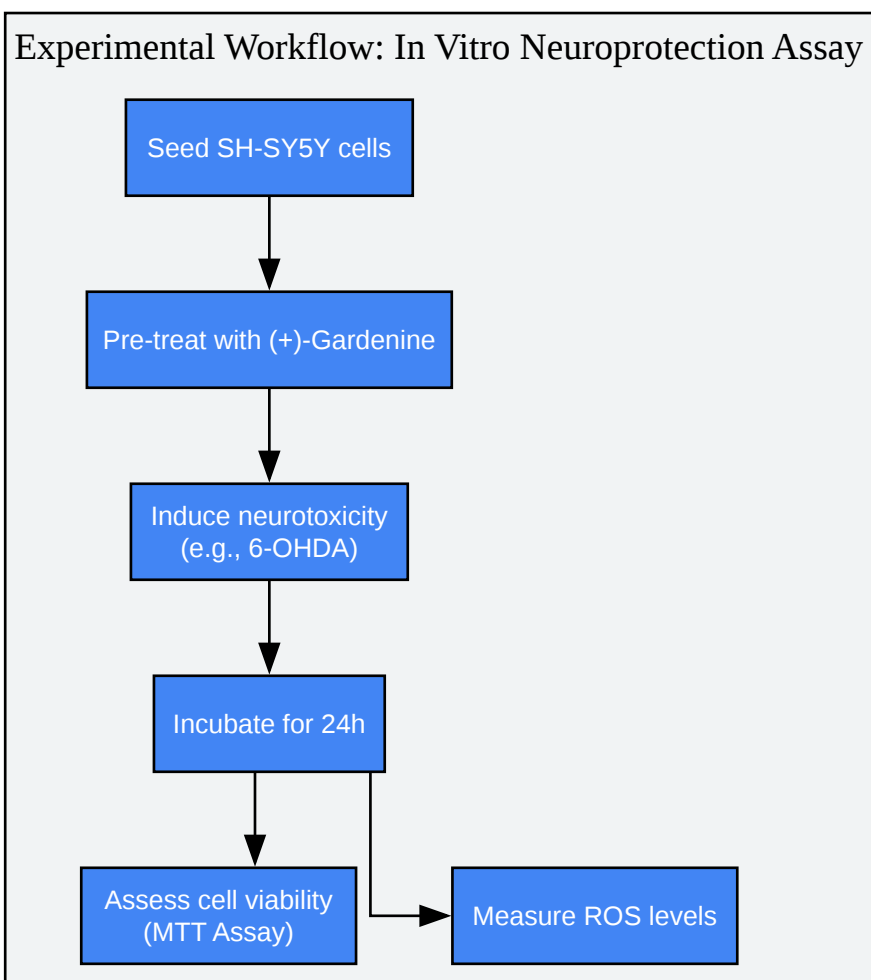 Experimental Workflow: In Vitro Neuroprotection Assay
Seed SH-SY5Y cells
Pre-treat with (+)-Gardenine
Induce neurotoxicity
(e.g., 6-OHDA)
Incubate for 24h
Assess cell viability
(MTT Assay)
Measure ROS levels